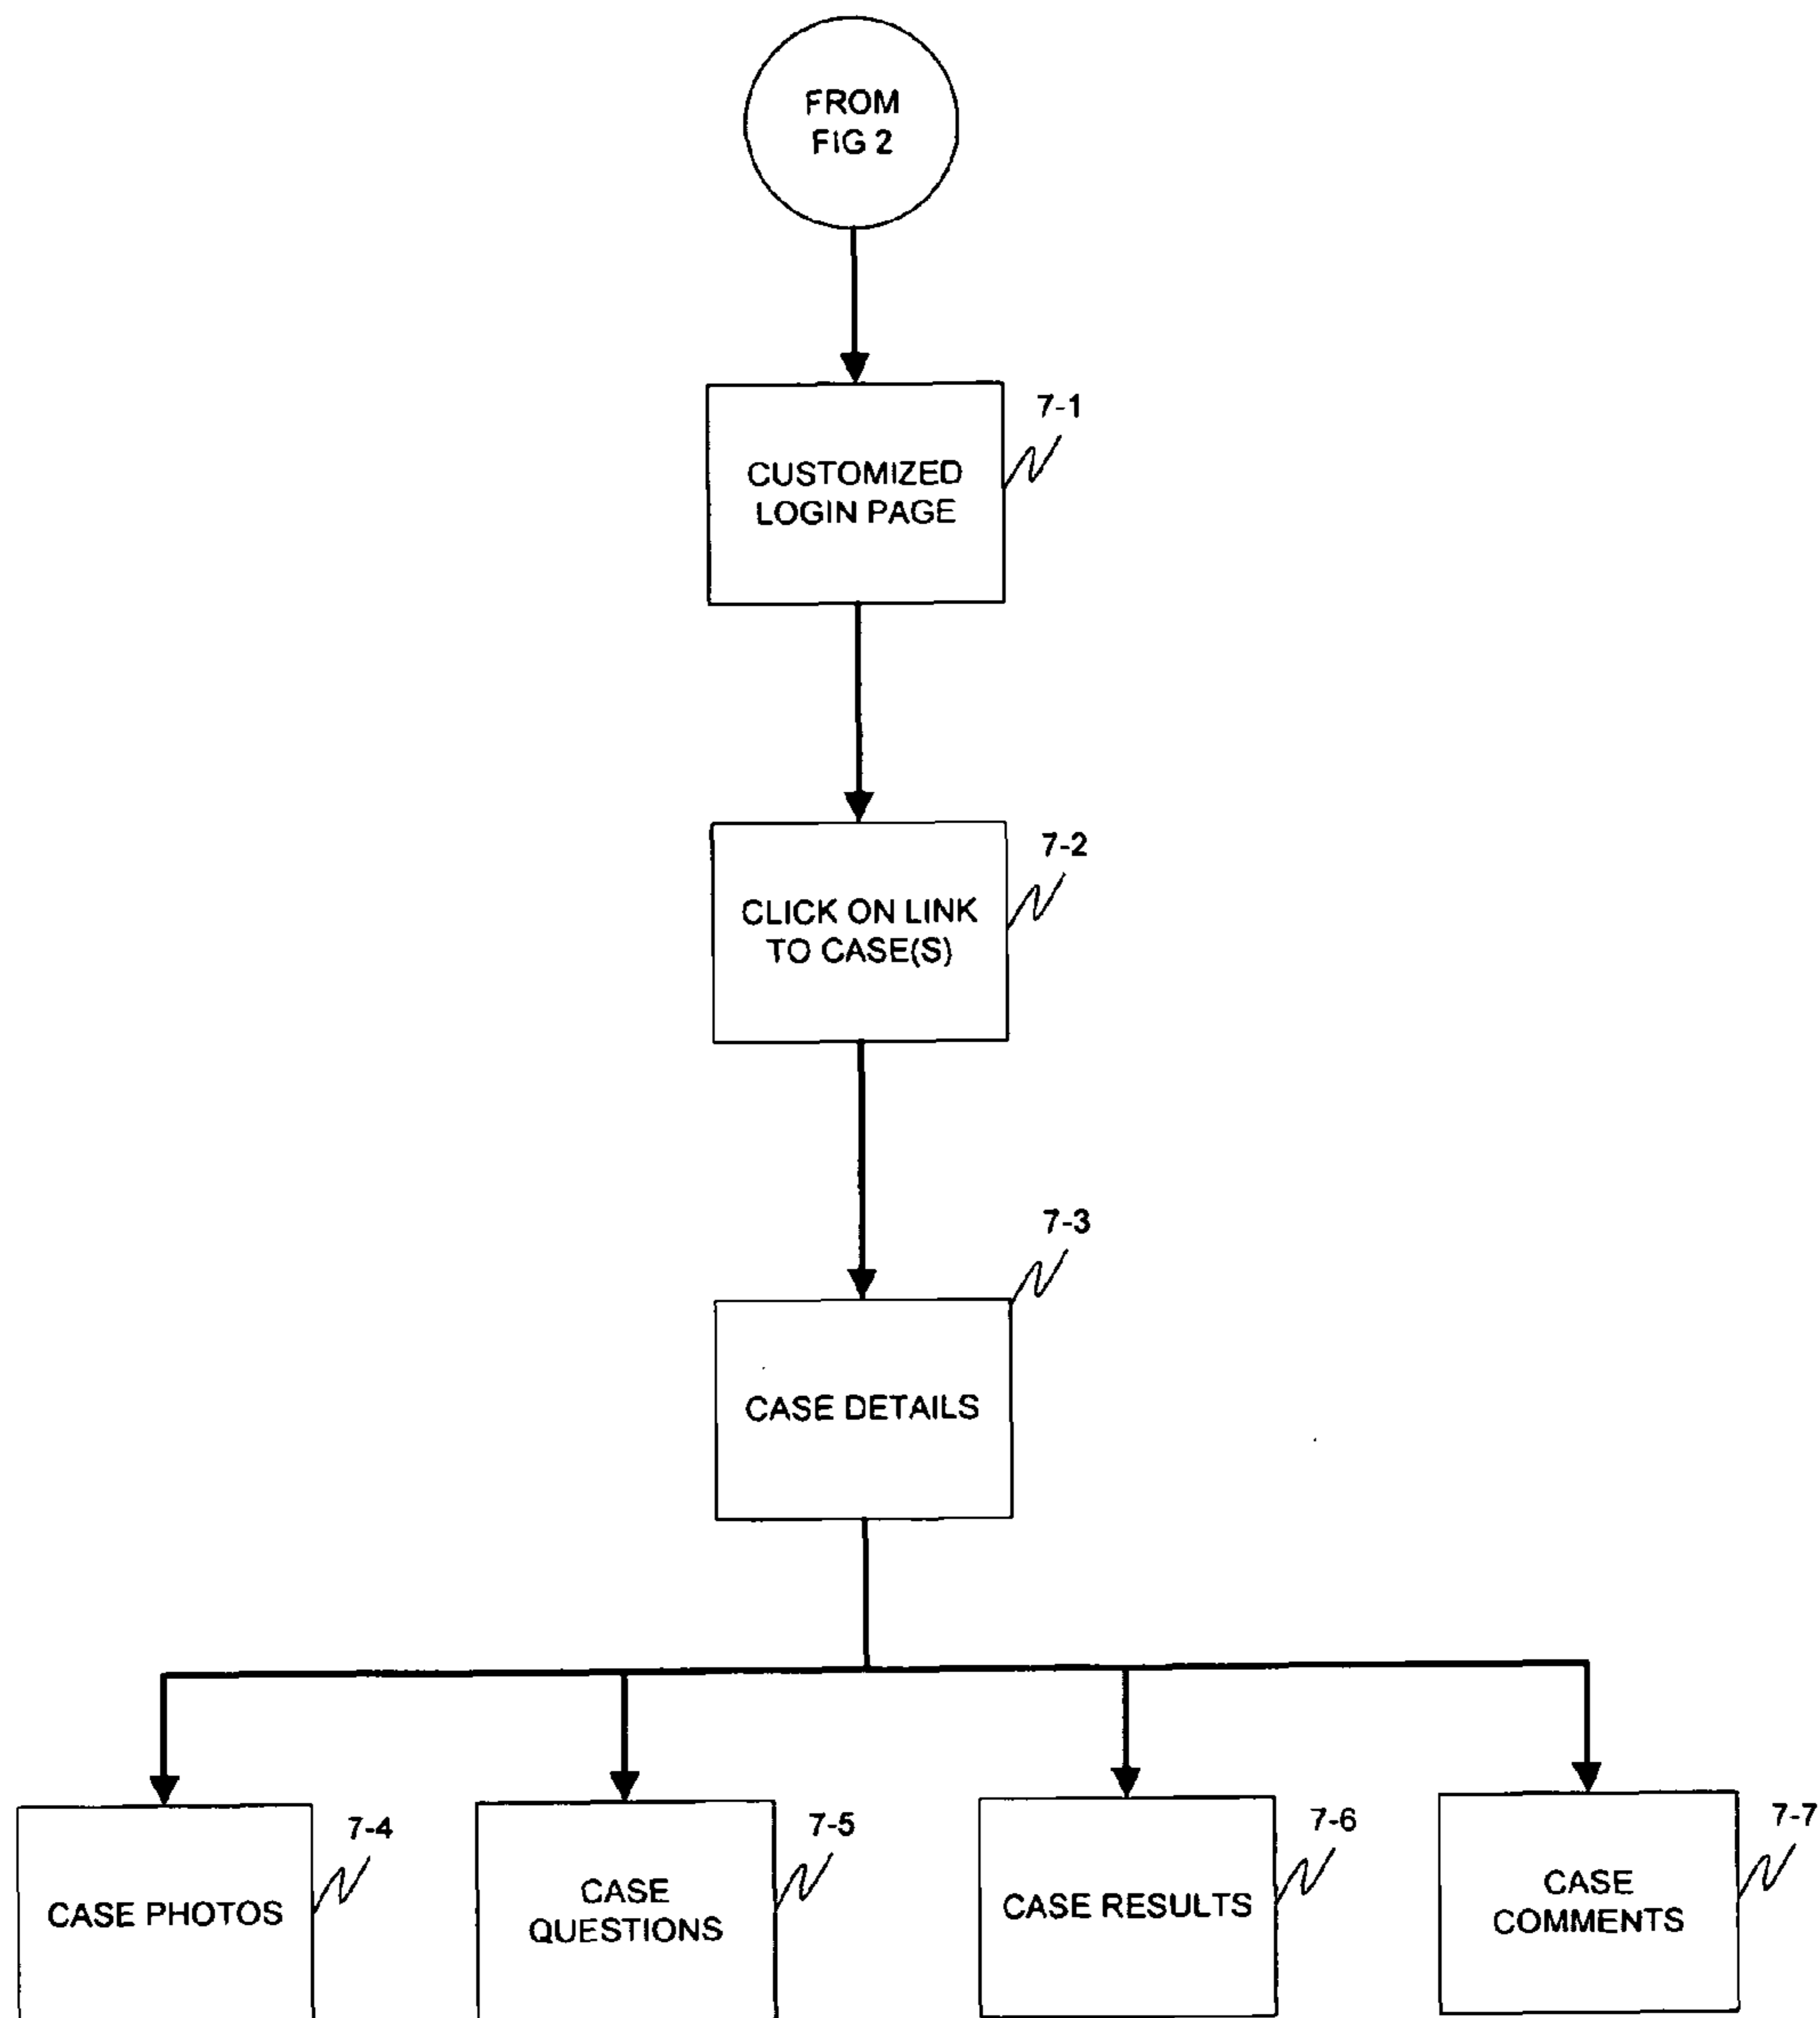 FROM
FIG 2
7-1
CUSTOMIZED
LOGIN PAGE
7-2
CLICK ON LINK
TO CASE(S)
7-3
CASE DETAILS
7-4
CASE PHOTOS
7-5
CASE
QUESTIONS
7-6
CASE RESULTS
7-7
CASE
COMMENTS